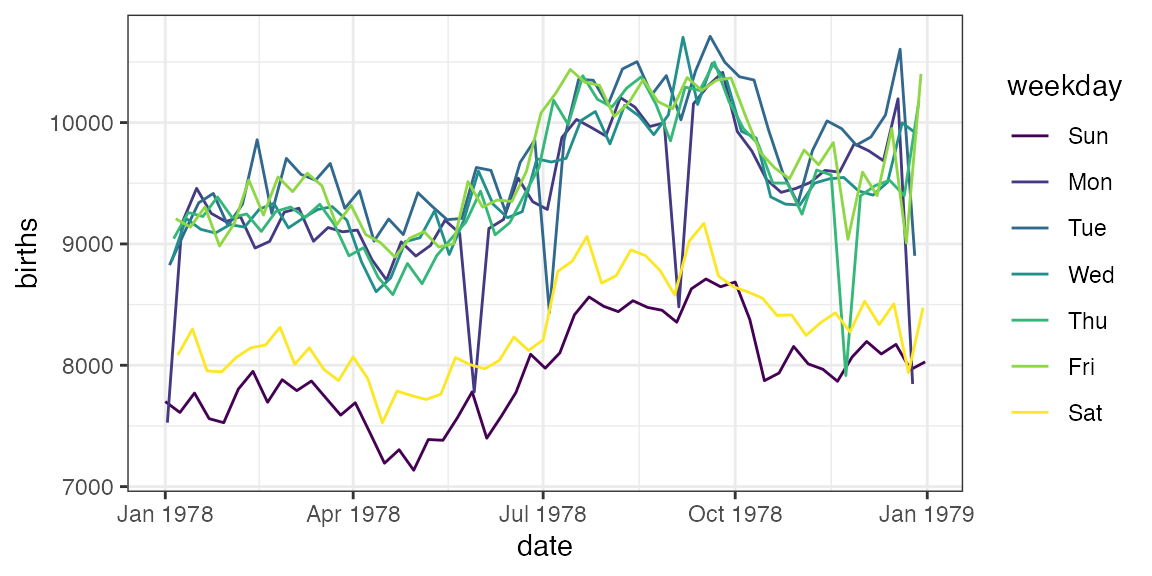 births
10000
9000
8000
7000
Jan 1978
Apr 1978
Jul 1978
Oct 1978
Jan 1979
date
weekday
Sun
Mon
Tue
Wed
Thu
Fri
Sat